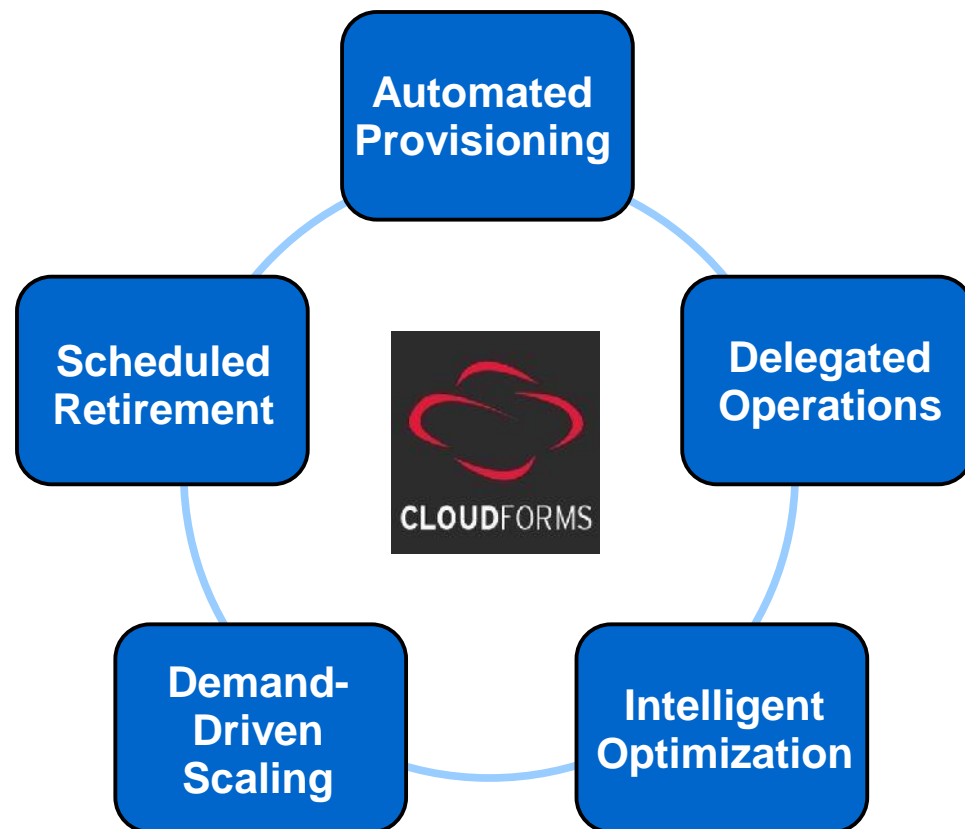 Automated
Provisioning
Delegated
Operations
Intelligent
Optimization
Demand-
Driven
Scaling
Scheduled
Retirement
CLOUDFORMS